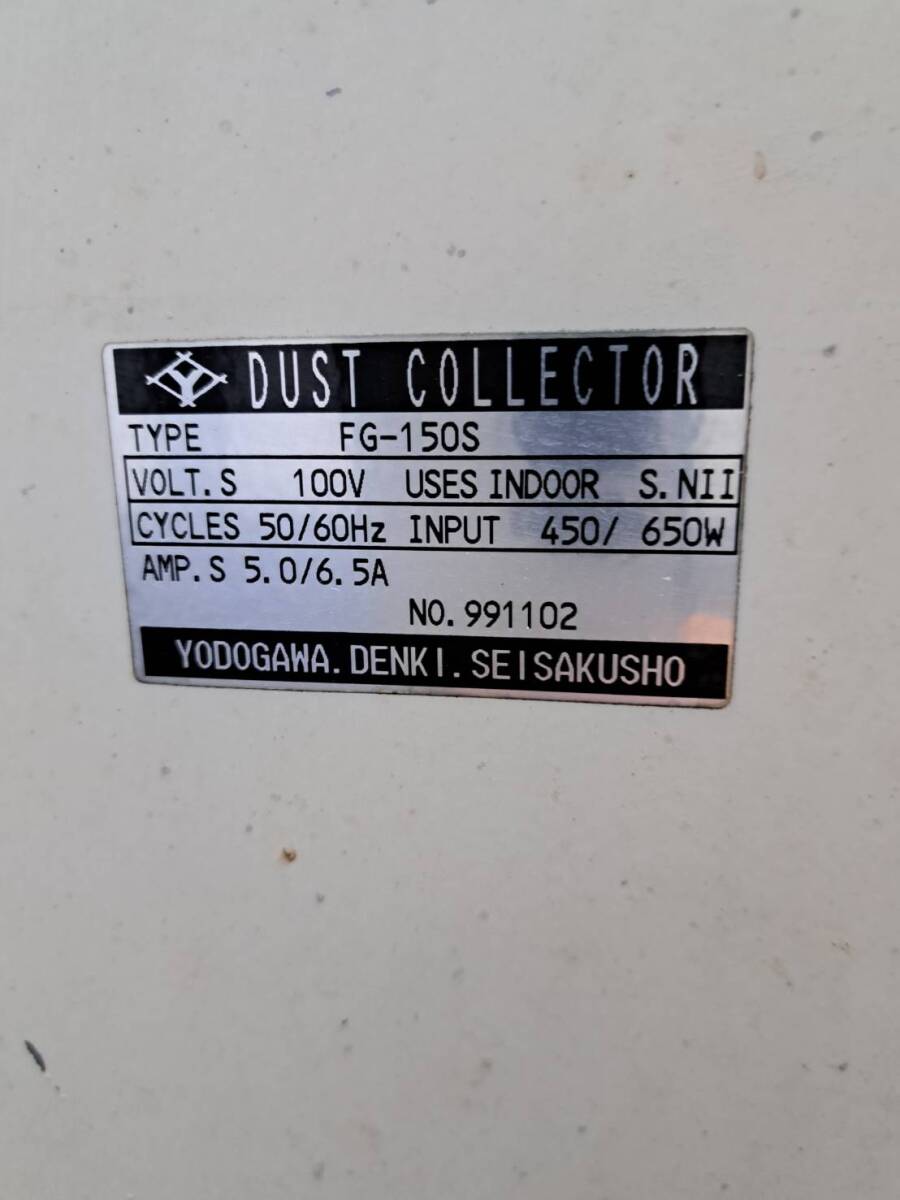 DUST COLLECTOR
TYPE FG-150S
VOLT.S 100V USES INDOOR S.NII
CYCLES 50/60Hz INPUT 450/ 650W
AMP.S 5.0/6.5A
NO.991102
YODOGAWA.DENKI.SEISAKUSHO